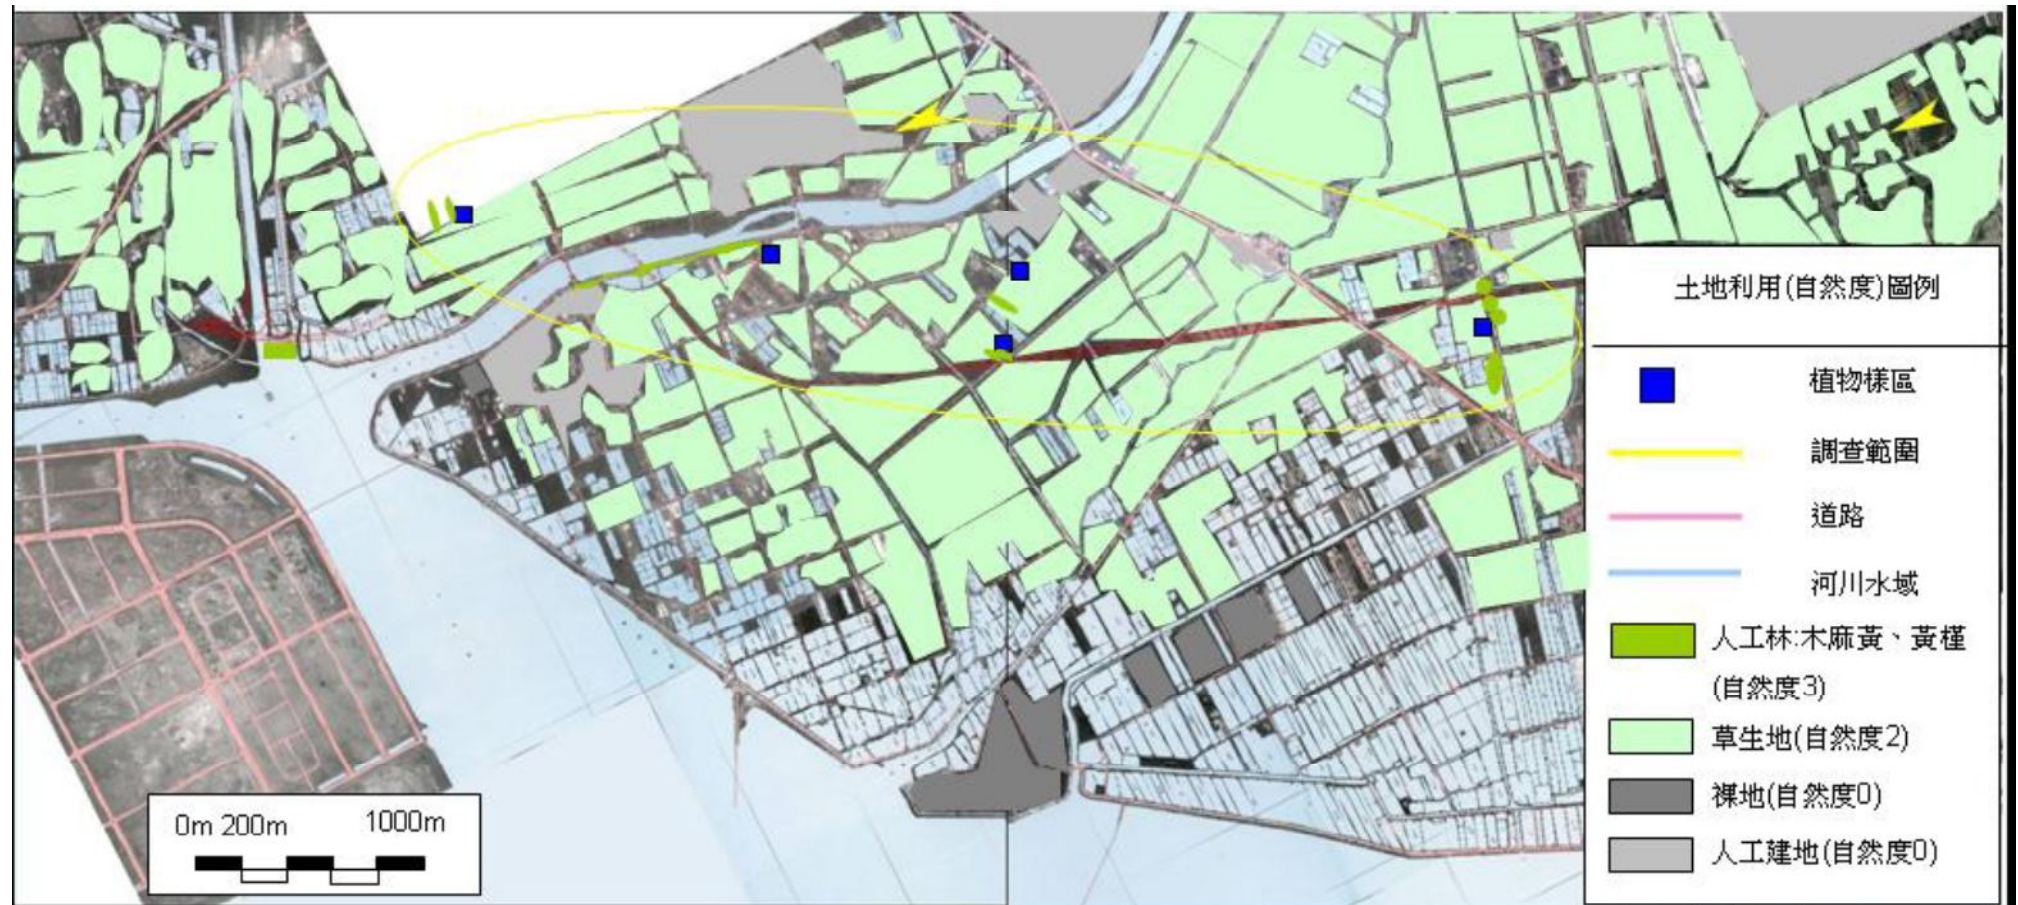 土地利用(自然度)圖例
植物樣區
調查範圍
道路
河川水域
人工林:木麻黃、黃槿
(自然度3)
草生地(自然度2)
裸地(自然度0)
人工建地(自然度0)
0m 200m 1000m